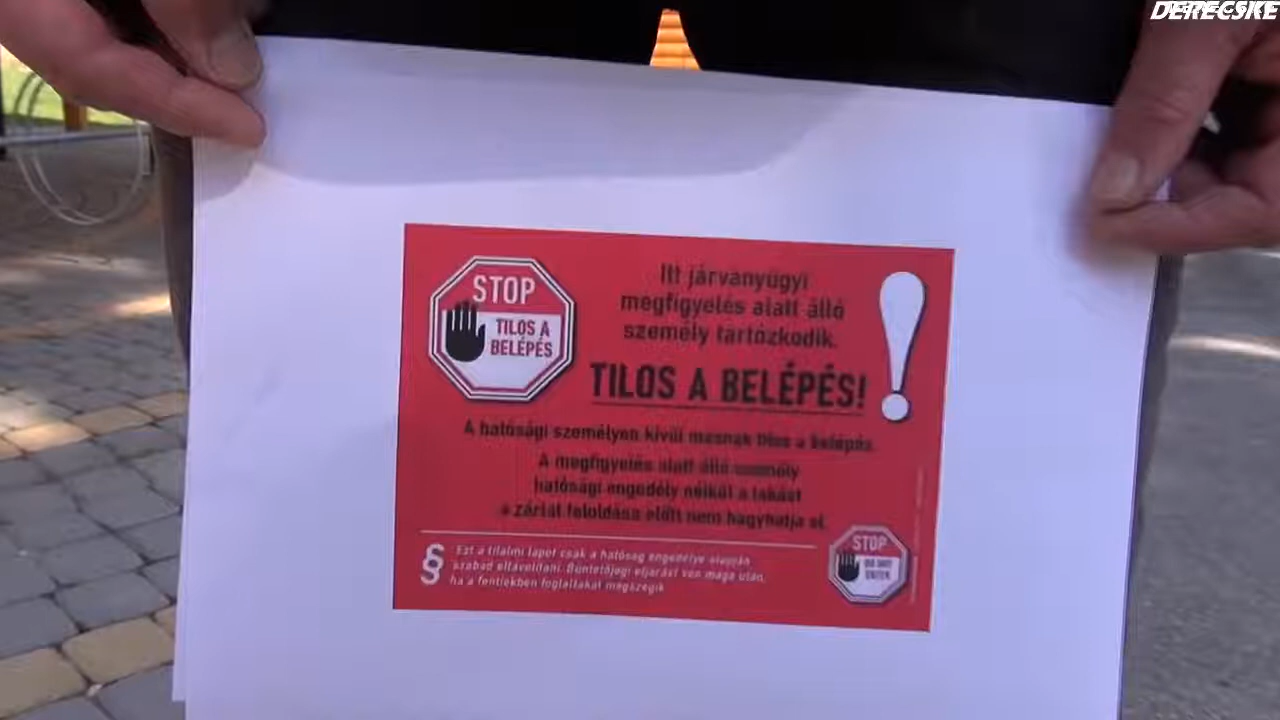 DERECSKE
STOP
TILOS A
BELÉPÉS
Itt járványügyi
megfigyelés alatt álló
személy tartózkodik.
TILOS A BELÉPÉS!
A hatósági személyen kívül másnak tilos a belépés.
A megfigyelés alatt álló személy
hatósági engedély nélkül a lakást
a zárlat feloldása előtt nem hagyhatja el.
§ Ezt a tilalmi lapot csak a hatóság engedélye alapján
szabad eltávolítani. Büntetőjogi eljárást von maga után,
ha a fentiekben foglaltakat megszegik.
STOP